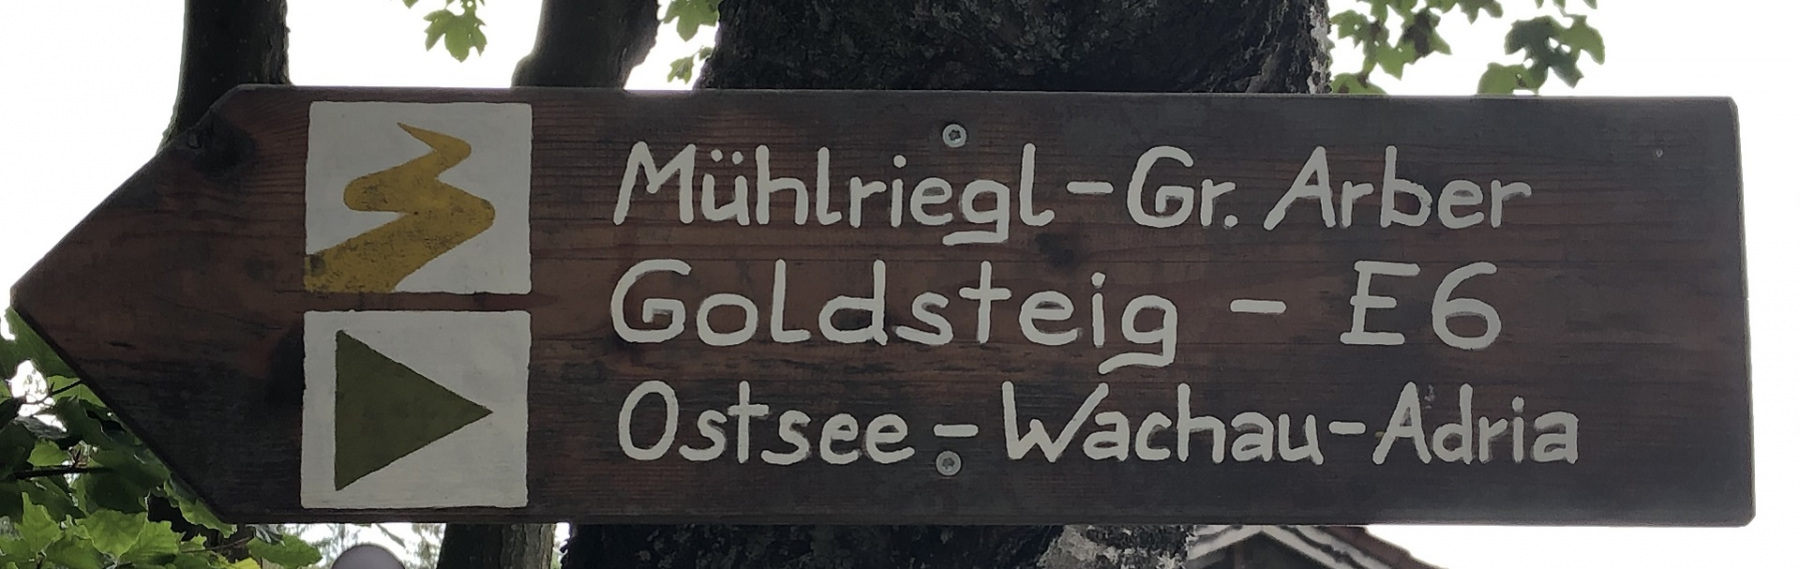 Mühlriegl-Gr. Arber
Goldsteig - E6
Ostsee-Wachau-Adria